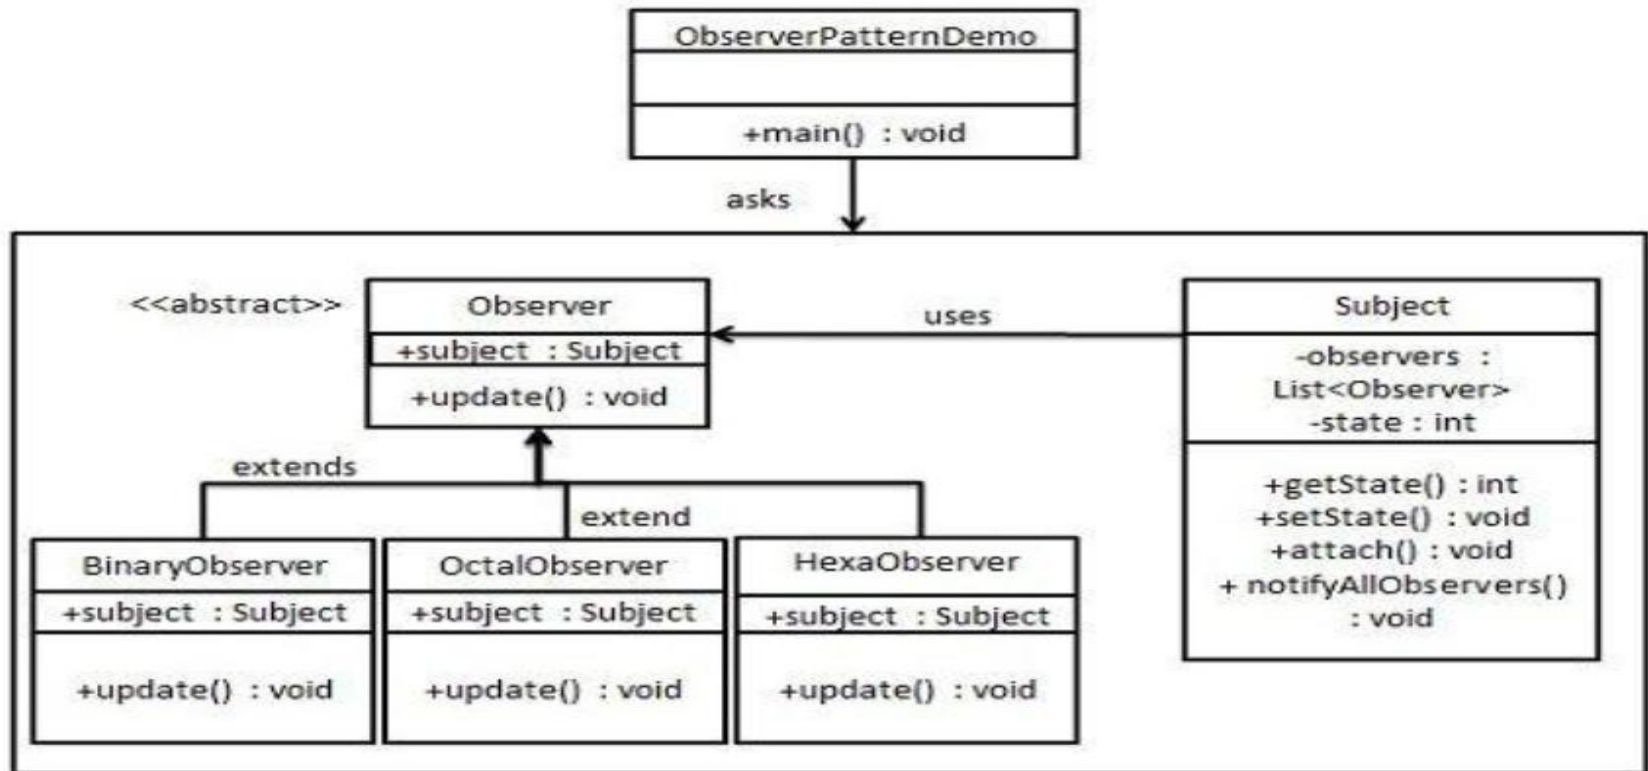 ObserverPatternDemo
+main() : void
asks
<<abstract>>
Observer
+subject : Subject
+update() : void
uses
Subject
-observers :
List<Observer>
-state : int
+getState() : int
+setState() : void
+attach() : void
+ notifyAllObservers()
: void
extends
extend
BinaryObserver
+subject : Subject
+update() : void
OctalObserver
+subject : Subject
+update() : void
HexaObserver
+subject : Subject
+update() : void